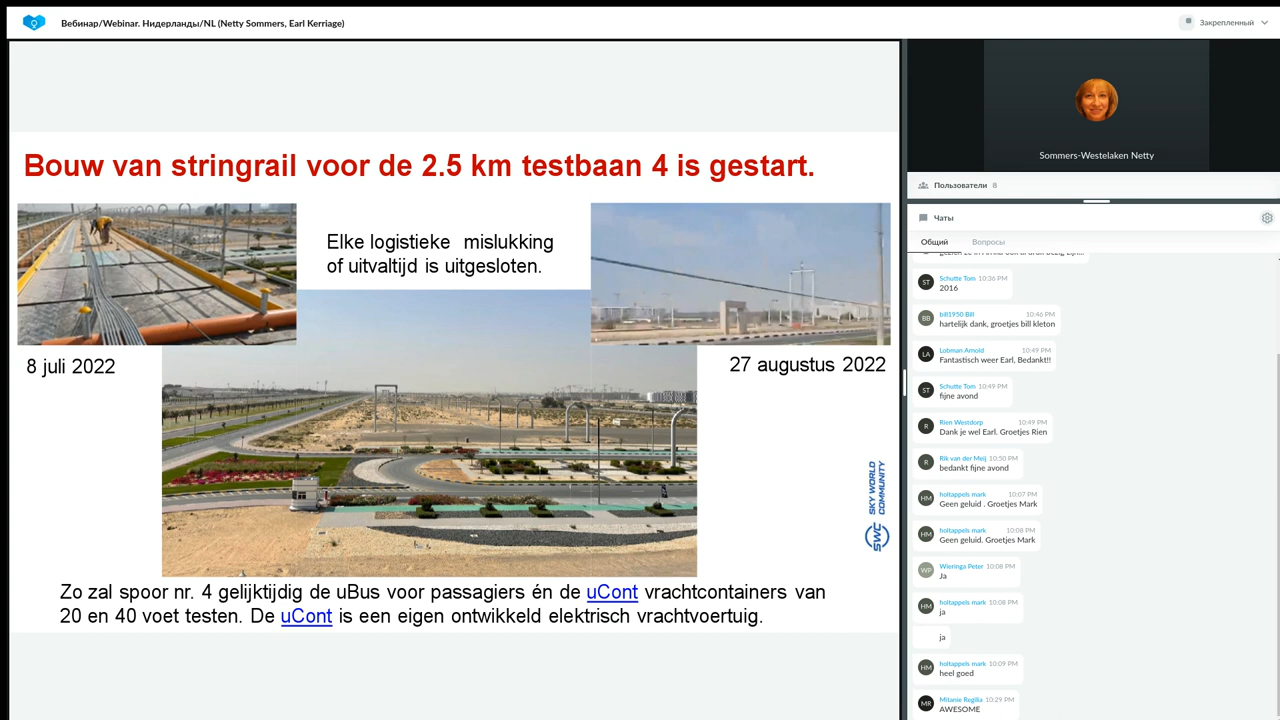 Вебинар/Webinar. Нидерланды/NL (Netty Sommers, Earl Kerriage)
Закрепленный
Bouw van stringrail voor de 2.5 km testbaan 4 is gestart.
Elke logistieke mislukking
of uitvaltijd is uitgesloten.
8 juli 2022
27 augustus 2022
SKY WORLD
COMMUNITY
SWC
Zo zal spoor nr. 4 gelijktijdig de uBus voor passagiers én de uCont vrachtcontainers van
20 en 40 voet testen. De uCont is een eigen ontwikkeld elektrisch vrachtvoertuig.
Sommers-Westelaken Netty
Пользователи 8
Чаты
Общий Вопросы
ST Schutte Tom 10:36 PM
2016
BB bill1950 Bill 10:46 PM
hartelijk dank, groetjes bill kleton
LA Lobman Arnold 10:49 PM
Fantastisch weer Earl, Bedankt!!
ST Schutte Tom 10:49 PM
fijne avond
R Rien Westdorp 10:49 PM
Dank je wel Earl. Groetjes Rien
R Rik van der Meij 10:50 PM
bedankt fijne avond
HM holtappels mark 10:07 PM
Geen geluid . Groetjes Mark
HM holtappels mark 10:08 PM
Geen geluid. Groetjes Mark
WP Wieringa Peter 10:08 PM
Ja
HM holtappels mark 10:08 PM
ja
ja
HM holtappels mark 10:09 PM
heel goed
MR Mitanie Regilia 10:29 PM
AWESOME